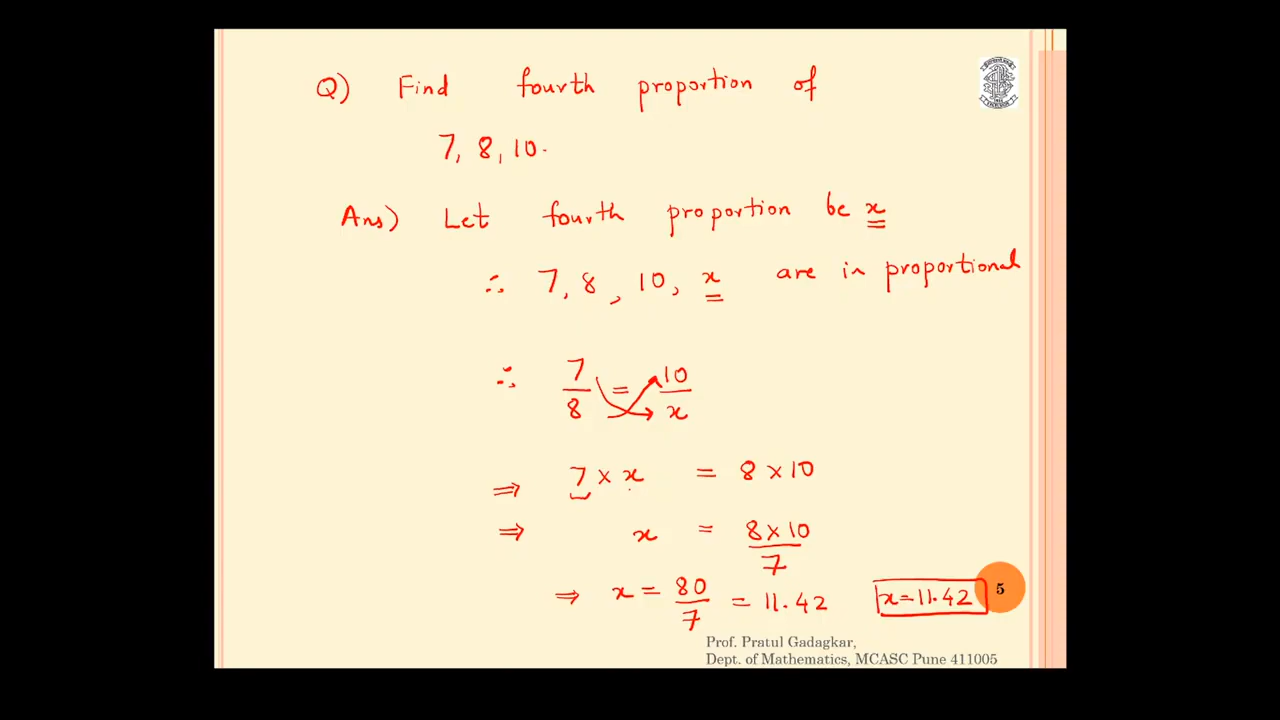 Q) Find fourth proportion of
7, 8, 10.
Ans) Let fourth proportion be x
∴ 7, 8, 10, x are in proportional
∴ 7/8 = 10/x
⇒ 7 × x = 8 × 10
⇒ x = 8 × 10/7
⇒ x = 80/7 = 11.42 x = 11.42 5
Prof. Pratul Gadagkar,
Dept. of Mathematics, MCASC Pune 411005